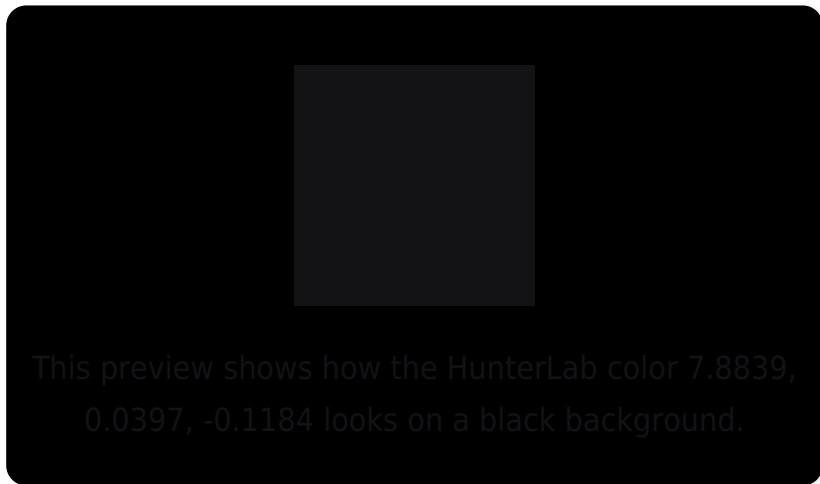 This preview shows how the HunterLab color 7.8839,
0.0397, -0.1184 looks on a black background.